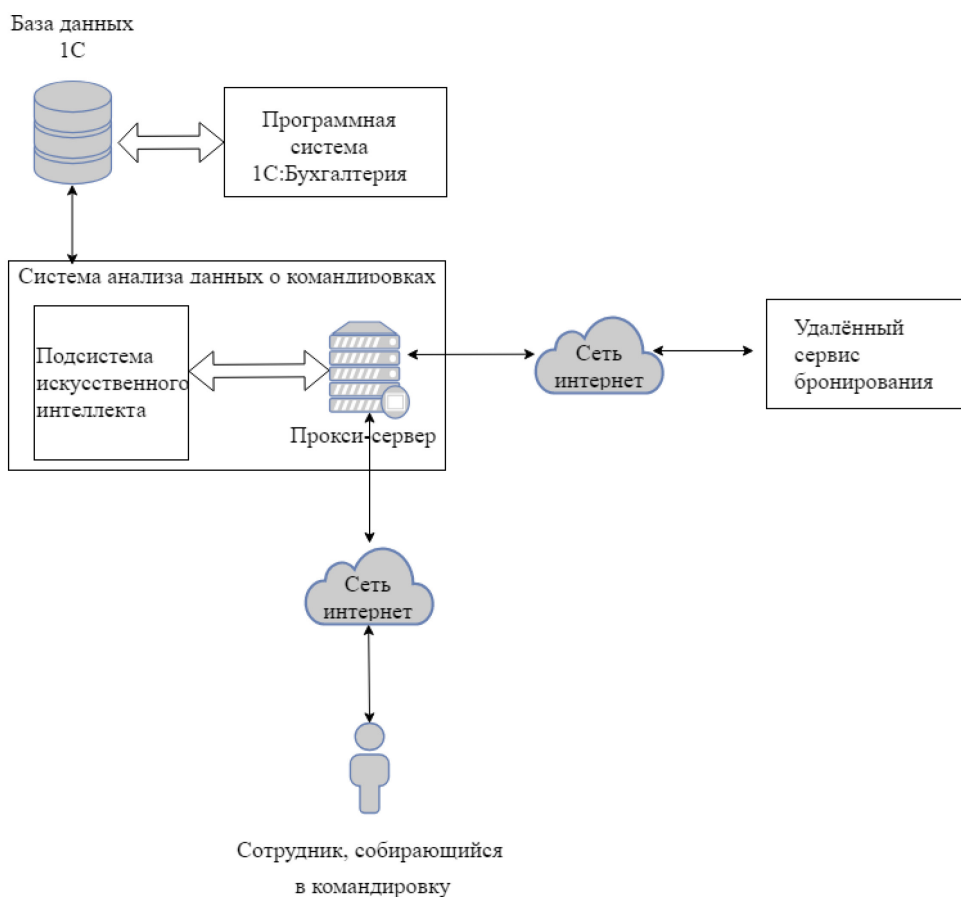 База данных
1С
Программная
система
1С:Бухгалтерия
Система анализа данных о командировках
Подсистема
искусственного
интеллекта
Прокси-сервер
Сеть
интернет
Удалённый
сервис
бронирования
Сеть
интернет
Сотрудник, собирающийся
в командировку